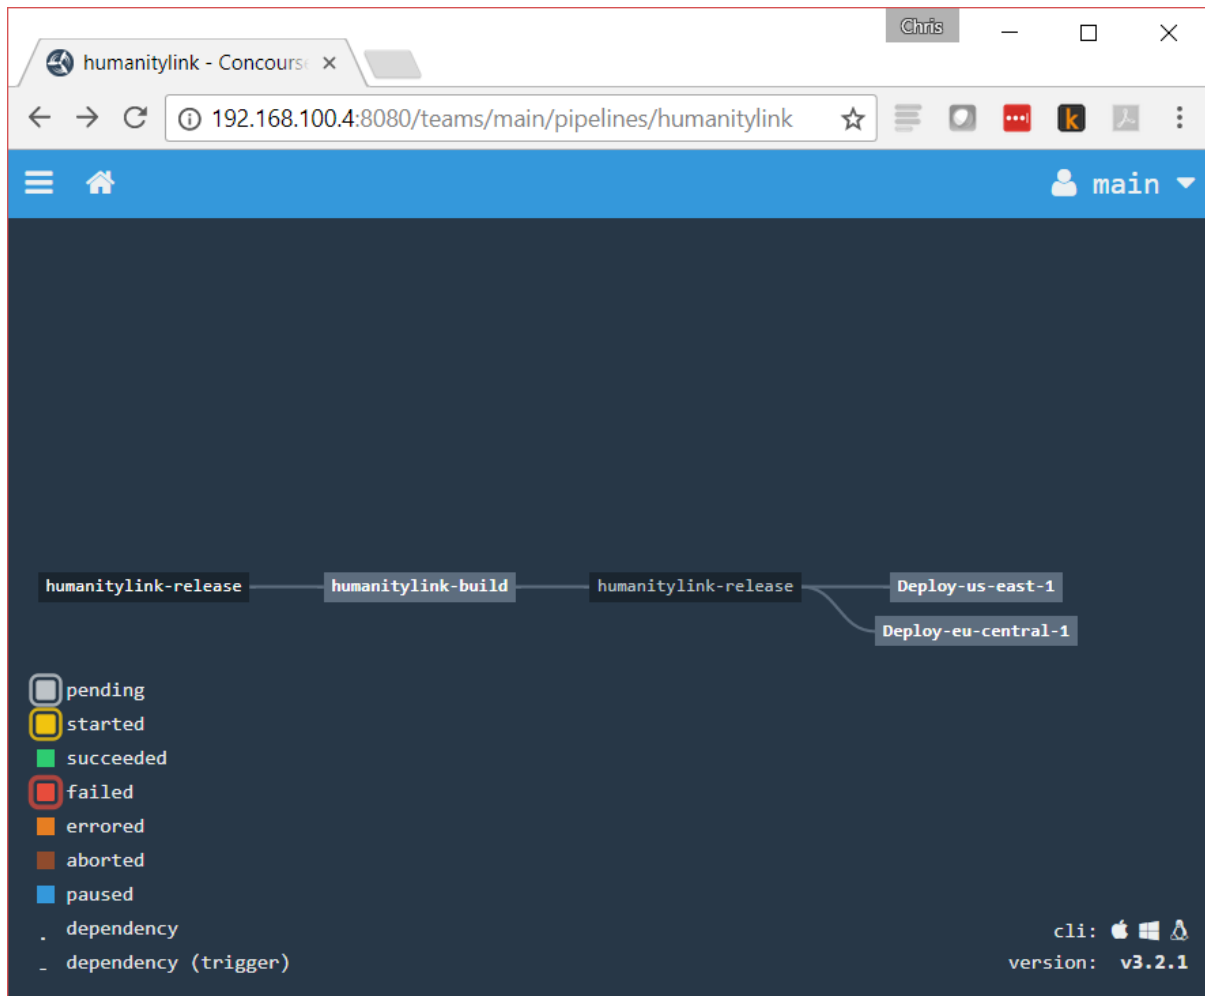 Chris
humanitylink - Concourse
192.168.100.4:8080/teams/main/pipelines/humanitylink
k
main
humanitylink-release humanitylink-build humanitylink-release Deploy-us-east-1
Deploy-eu-central-1
pending
started
succeeded
failed
errored
aborted
paused
dependency
cli:
dependency (trigger)
version: v3.2.1